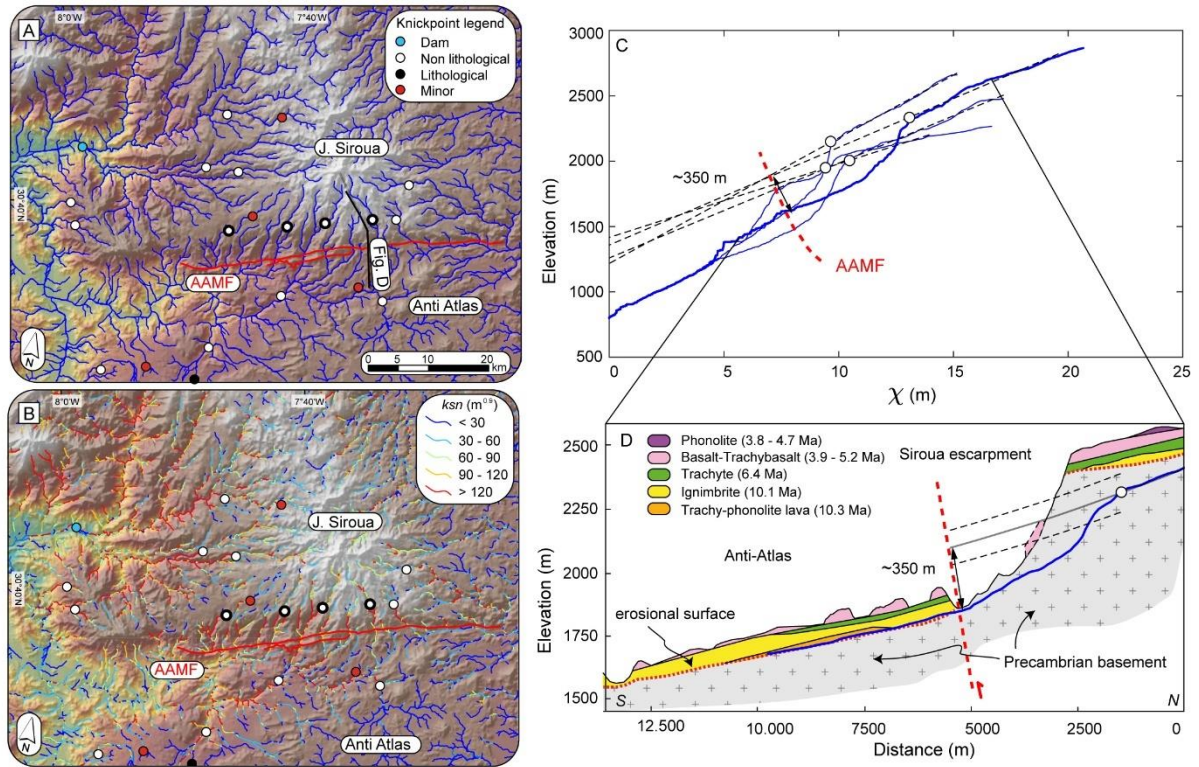 A
8°0'W
7°40'W
Knickpoint legend
Dam
Non lithological
Lithological
Minor
J. Siroua
30°40'N
Fig. D
AAMF
Anti Atlas
N
0 5 10 20
km
B
8°0'W
7°40'W
ksn (m^0.9)
< 30
30 - 60
60 - 90
90 - 120
> 120
J. Siroua
30°40'N
AAMF
Anti Atlas
N
C
3000
2500
2000
1500
1000
500
Elevation (m)
~350 m
AAMF
0 5 10 15 20 25
χ (m)
D
Phonolite (3.8 - 4.7 Ma)
Basalt-Trachybasalt (3.9 - 5.2 Ma)
Trachyte (6.4 Ma)
Ignimbrite (10.1 Ma)
Trachy-phonolite lava (10.3 Ma)
Siroua escarpment
2500
2250
2000
1750
1500
Elevation (m)
Anti-Atlas
~350 m
erosional surface
Precambrian basement
S
N
12.500 10.000 7500 5000 2500 0
Distance (m)